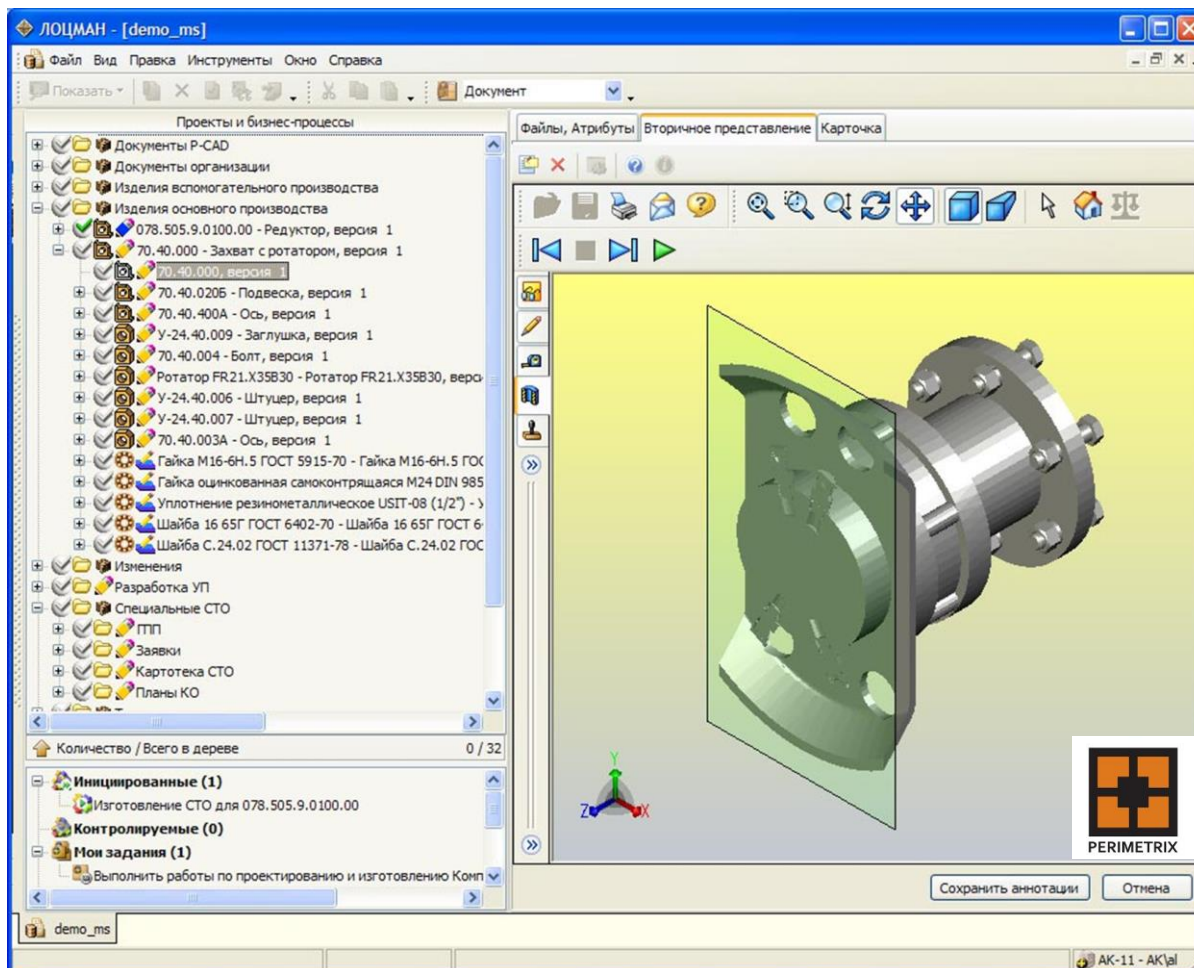 ЛОЦМАН - [demo_ms]
Файл Вид Правка Инструменты Окно Справка
Показать Документ
Проекты и бизнес-процессы
Файлы, Атрибуты Вторичное представление Карточка
Документы P-CAD
Документы организации
Изделия вспомогательного производства
Изделия основного производства
078.505.9.0100.00 - Редуктор, версия 1
70.40.000 - Захват с ротатором, версия 1
70.40.000, версия 1
70.40.020Б - Подвеска, версия 1
70.40.400А - Ось, версия 1
У-24.40.009 - Заглушка, версия 1
70.40.004 - Болт, версия 1
Ротатор FR21.X35B30 - Ротатор FR21.X35B30, верс
У-24.40.006 - Штуцер, версия 1
У-24.40.007 - Штуцер, версия 1
70.40.003А - Ось, версия 1
Гайка М16-6Н.5 ГОСТ 5915-70 - Гайка М16-6Н.5 ГОС
Гайка оцинкованная самоконтрящаяся М24 DIN 985
Уплотнение резинометаллическое USIT-08 (1/2") - У
Шайба 16 65Г ГОСТ 6402-70 - Шайба 16 65Г ГОСТ 6
Шайба С.24.02 ГОСТ 11371-78 - Шайба С.24.02 ГОС
Изменения
Разработка УП
Специальные СТО
ПП
Заявки
Картотека СТО
Планы КО
Количество / Всего в дереве 0 / 32
Инициированные (1)
Изготовление СТО для 078.505.9.0100.00
Контролируемые (0)
Мои задания (1)
Выполнить работы по проектированию и изготовлению Комп
Y
Z X
PERIMETRIX
Сохранить аннотации Отмена
demo_ms
AK-11 - AK\al